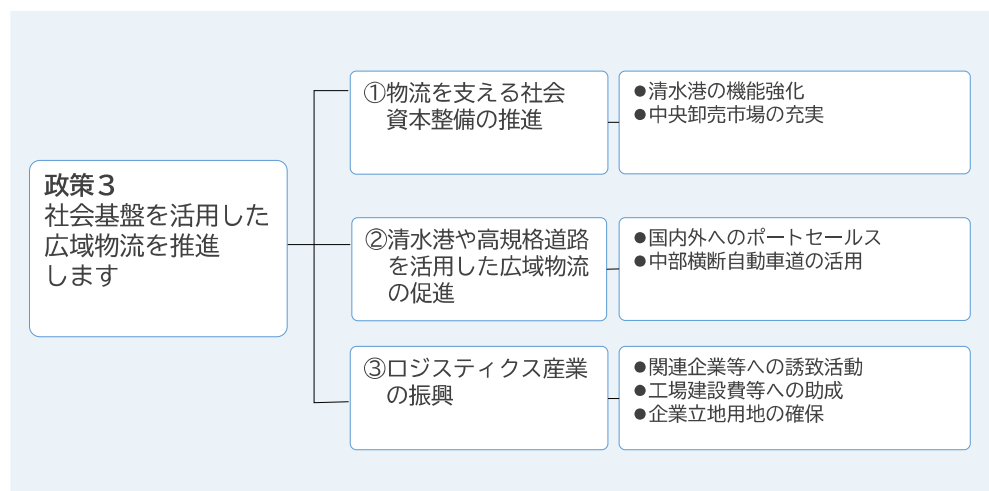 政策３
社会基盤を活用した
広域物流を推進
します
①物流を支える社会
資本整備の推進
●清水港の機能強化
●中央卸売市場の充実
②清水港や高規格道路
を活用した広域物流
の促進
●国内外へのポートセールス
●中部横断自動車道の活用
③ロジスティクス産業
の振興
●関連企業等への誘致活動
●工場建設費等への助成
●企業立地用地の確保